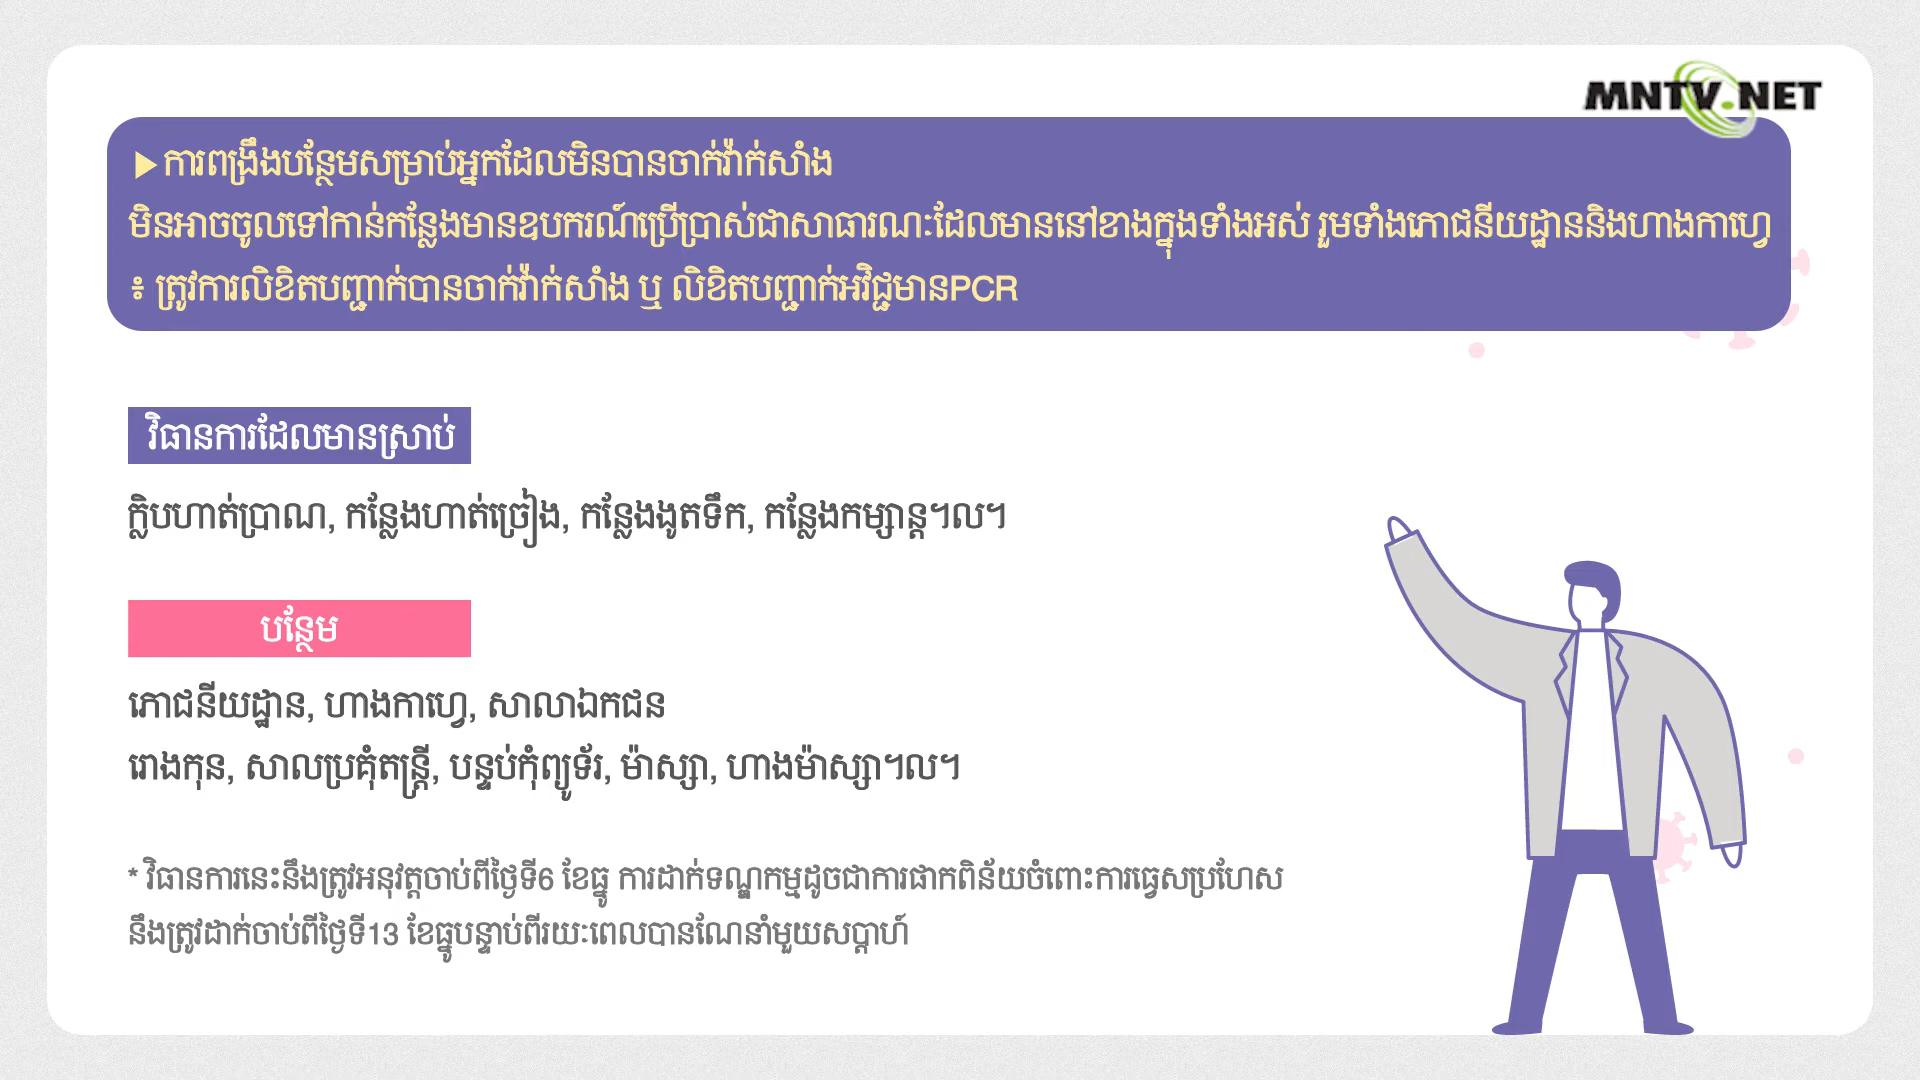 MNTV.NET
▶ការពង្រឹងបន្ថែមសម្រាប់អ្នកដែលមិនបានចាក់វ៉ាក់សាំង
មិនអាចចូលទៅកាន់កន្លែងមានឧបករណ៍ប្រើប្រាស់ជាសាធារណៈដែលមាននៅខាងក្នុងទាំងអស់ រួមទាំងភោជនីយដ្ឋាននិងហាងកាហ្វេ
៖ ត្រូវការលិខិតបញ្ជាក់បានចាក់វ៉ាក់សាំង ឬ លិខិតបញ្ជាក់អវិជ្ជមានPCR
វិធានការដែលមានស្រាប់
ក្លិបហាត់ប្រាណ, កន្លែងហាត់ច្រៀង, កន្លែងងូតទឹក, កន្លែងកម្សាន្ត។ល។
បន្ថែម
ភោជនីយដ្ឋាន, ហាងកាហ្វេ, សាលាឯកជន
រោងកុន, សាលប្រគុំតន្ត្រី, បន្ទប់កុំព្យូទ័រ, ម៉ាស្សា, ហាងម៉ាស្សា។ល។
* វិធានការនេះនឹងត្រូវអនុវត្តចាប់ពីថ្ងៃទី6 ខែធ្នូ ការដាក់ទណ្ឌកម្មដូចជាការផាកពិន័យចំពោះការធ្វេសប្រហែស
នឹងត្រូវដាក់ចាប់ពីថ្ងៃទី13 ខែធ្នូបន្ទាប់ពីរយៈពេលបានណែនាំមួយសប្តាហ៍